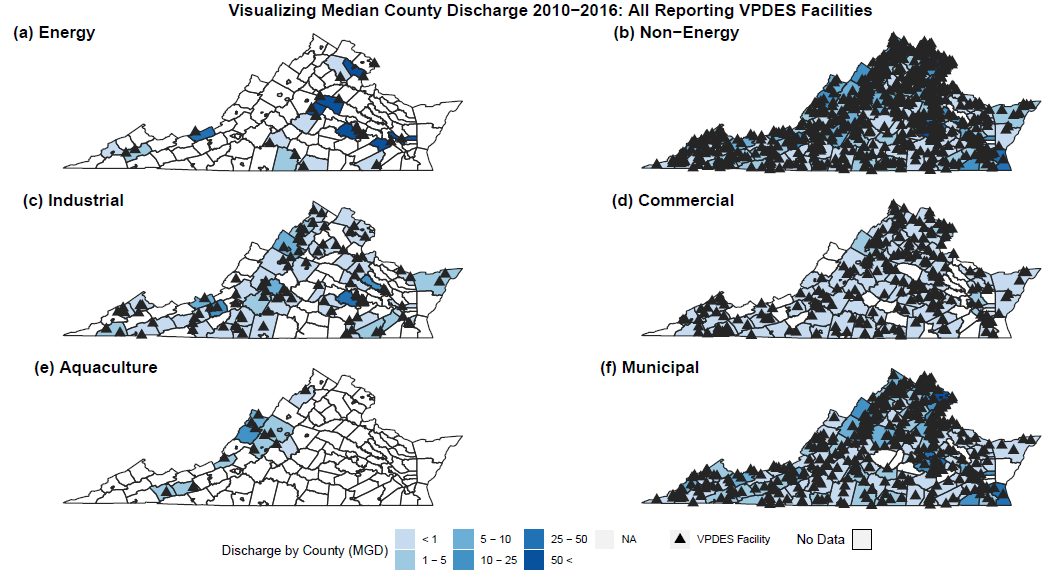 Visualizing Median County Discharge 2010−2016: All Reporting VPDES Facilities
(a) Energy
(b) Non−Energy
(c) Industrial
(d) Commercial
(e) Aquaculture
(f) Municipal
Discharge by County (MGD)
< 1
5 − 10
25 − 50
NA
VPDES Facility
No Data
1 − 5
10 − 25
50 <